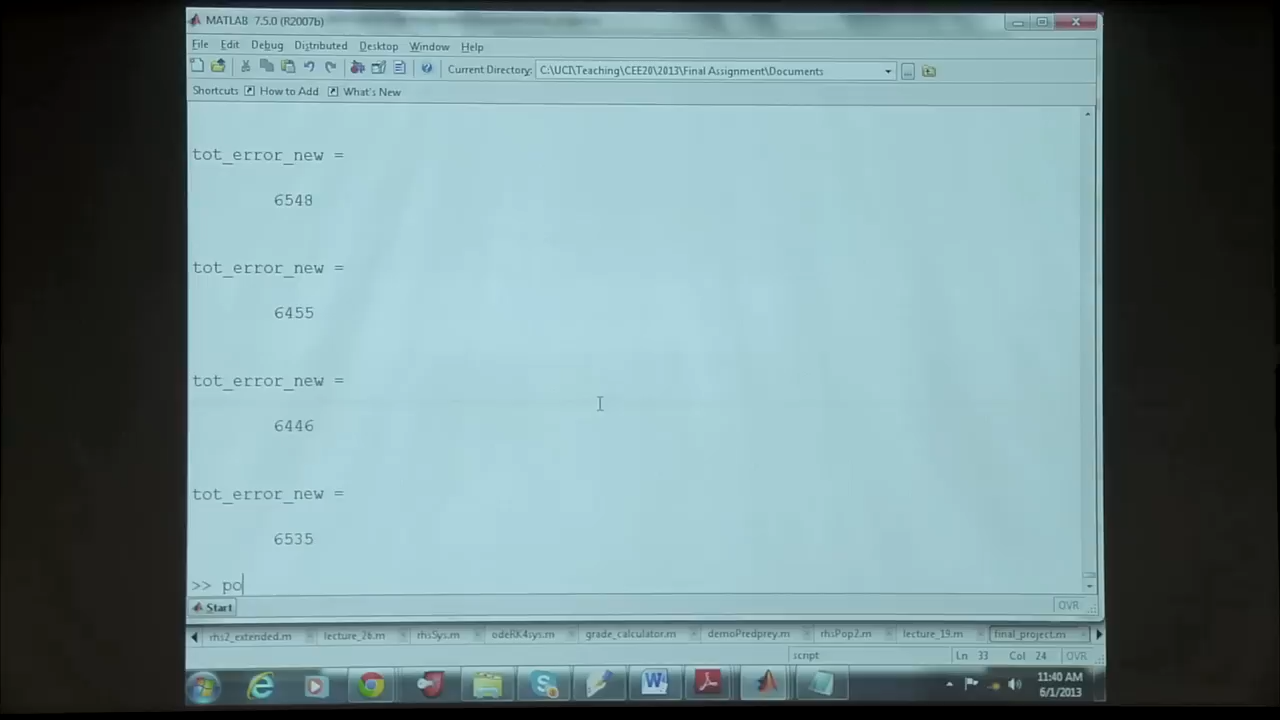 MATLAB 7.5.0 (R2007b)
File Edit Debug Distributed Desktop Window Help
Current Directory: C:\UCI\Teaching\CEE20\2013\Final Assignment\Documents
Shortcuts How to Add What's New
tot_error_new =
6548
tot_error_new =
6455
tot_error_new =
6446
tot_error_new =
6535
>> po
Start OVR
rhs2_extended.m lecture_2b.m rhsSys.m odeRK4sys.m grade_calculator.m demoPredprey.m rhsPop2.m lecture_19.m final_project.m
script Ln 33 Col 24 OVR
11:40 AM
6/1/2013